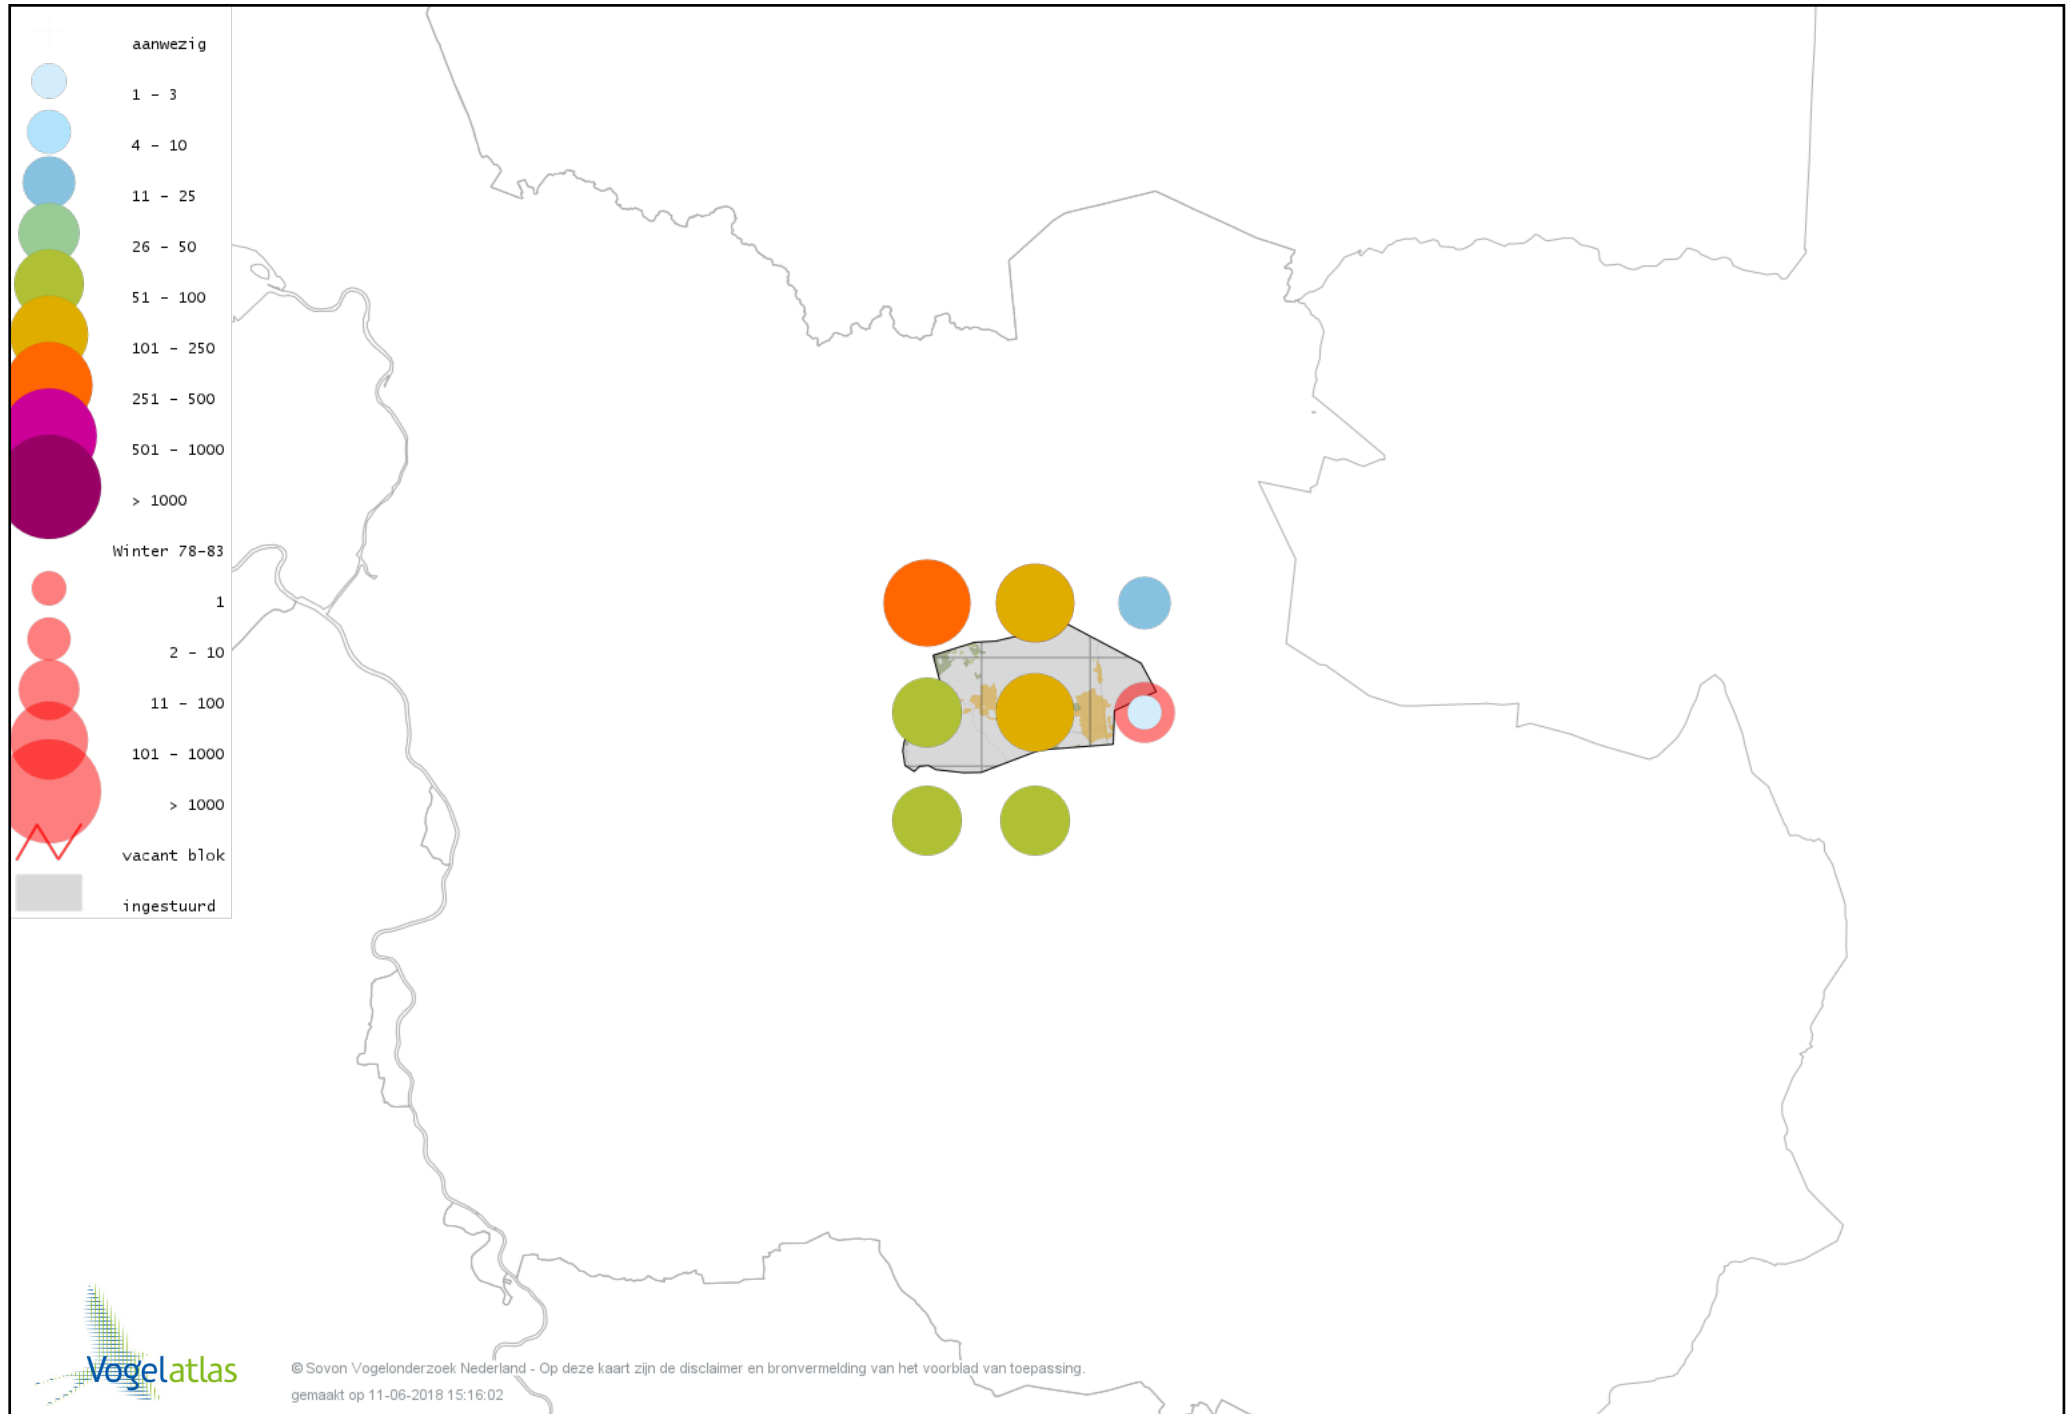 aanwezig
1 – 3
4 – 10
11 – 25
26 – 50
51 – 100
101 – 250
251 – 500
501 – 1000
> 1000
Winter 78–83
1
2 – 10
11 – 100
101 – 1000
> 1000
vacant blok
ingestuurd
Vogelatlas
© Sovon Vogelonderzoek Nederland - Op deze kaart zijn de disclaimer en bronvermelding van het voorblad van toepassing.
gemaakt op 11-06-2018 15:16:02